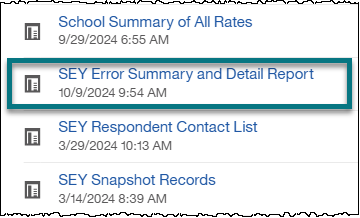 School Summary of All Rates
9/29/2024 6:55 AM
SEY Error Summary and Detail Report
10/9/2024 9:54 AM
SEY Respondent Contact List
3/29/2024 10:13 AM
SEY Snapshot Records
3/14/2024 8:39 AM